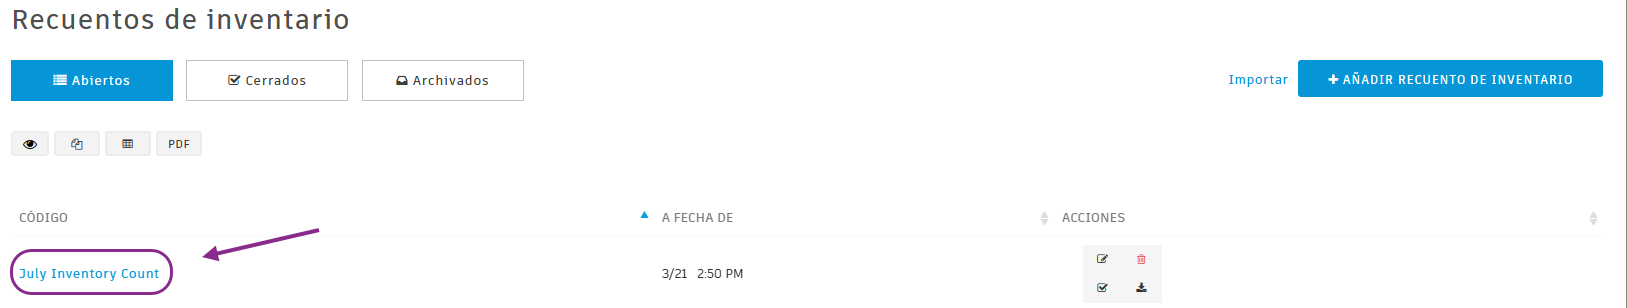 Recuentos de inventario
Abiertos Cerrados Archivados Importar AÑADIR RECUENTO DE INVENTARIO
PDF
CÓDIGO A FECHA DE ACCIONES
July Inventory Count 3/21 2:50 PM